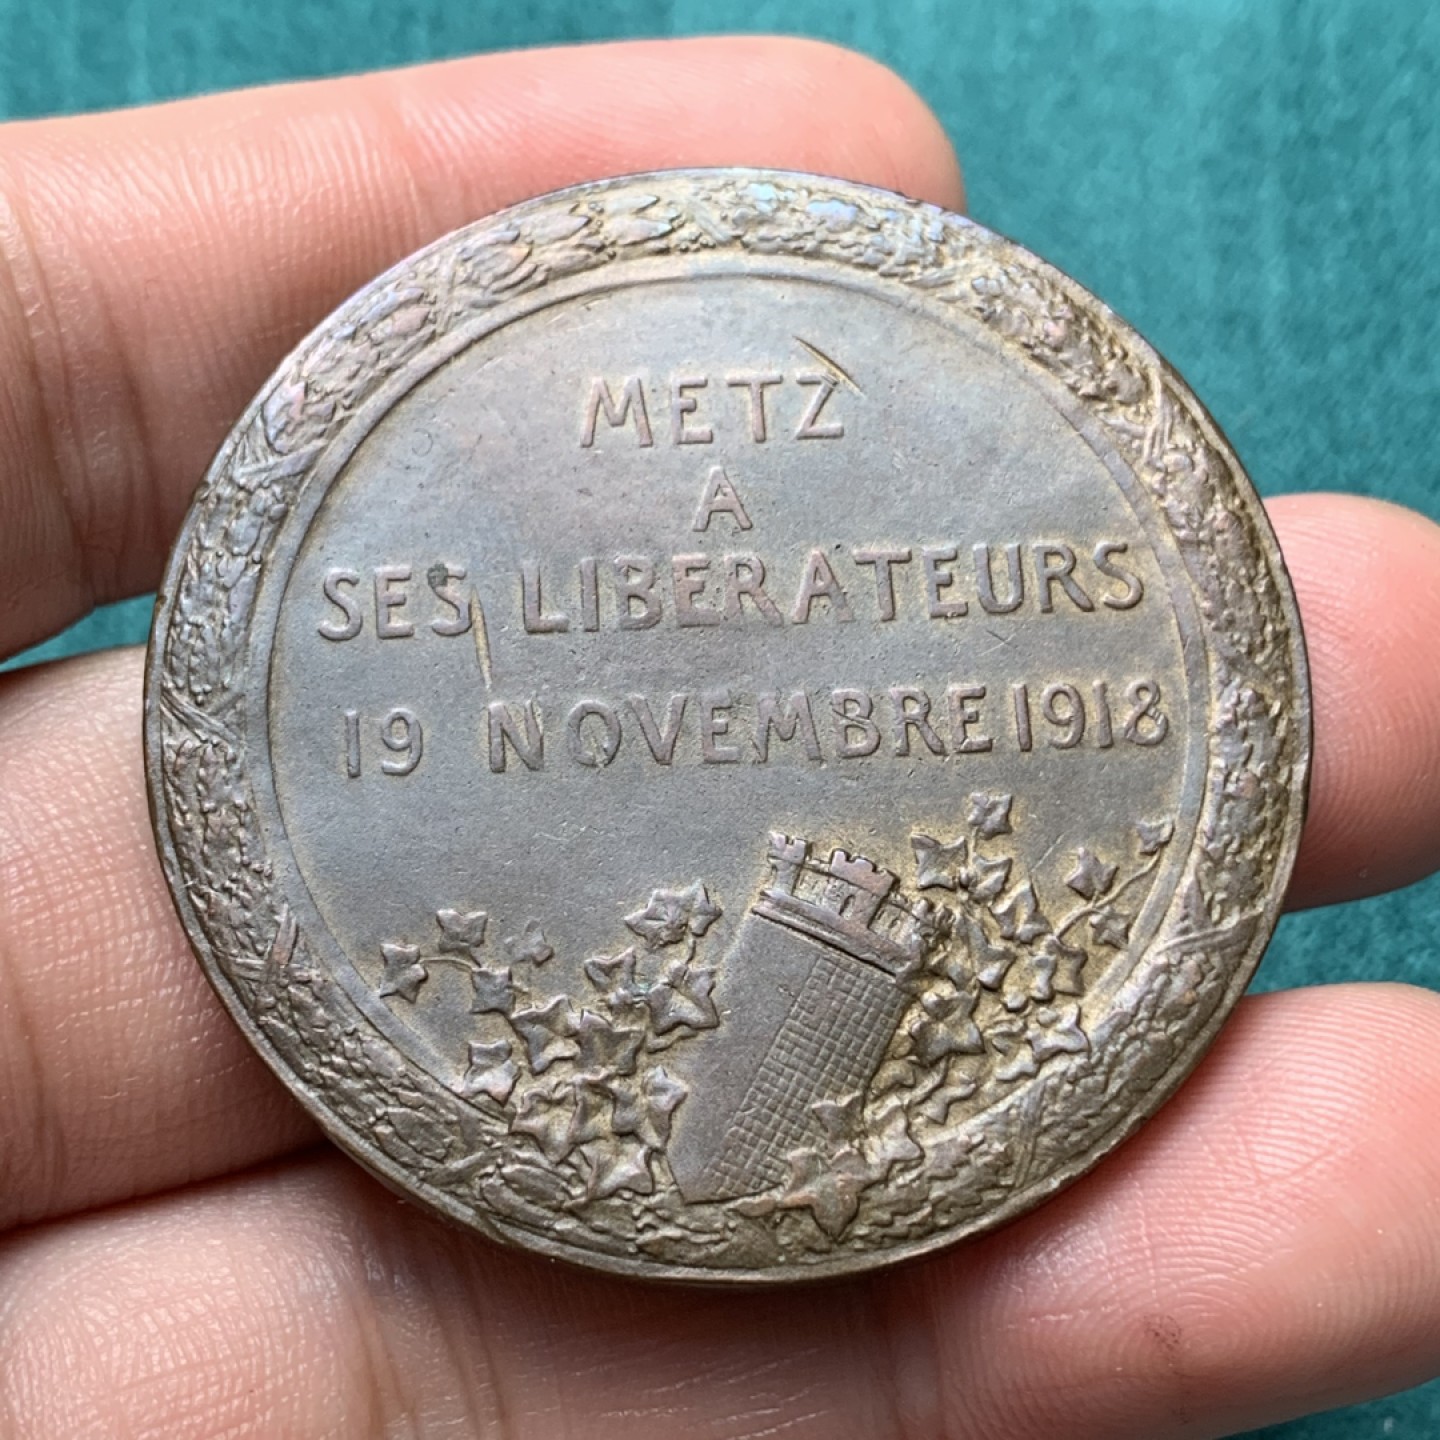 METZ
A
SES LIBERATEURS
19 NOVEMBRE 1918